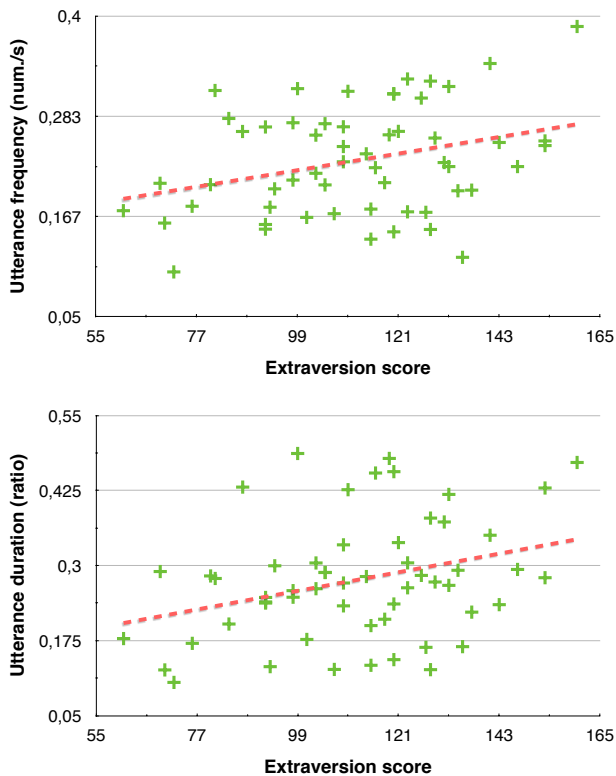 Utterance frequency (num./s)
0,4
0,283
0,167
0,05
55 77 99 121 143 165
Extraversion score
Utterance duration (ratio)
0,55
0,425
0,3
0,175
0,05
55 77 99 121 143 165
Extraversion score